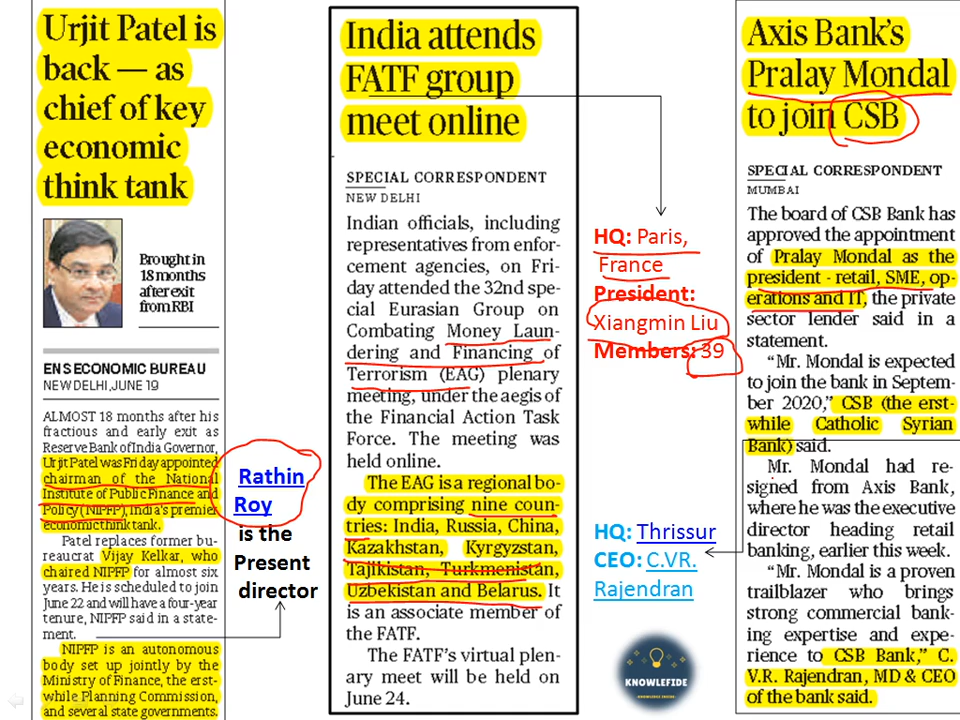 Urjit Patel is
back — as
chief of key
economic
think tank
Brought in
18 months
after exit
from RBI
ENS ECONOMIC BUREAU
NEW DELHI, JUNE 19
ALMOST 18 months after his
fractious and early exit as
Reserve Bank of India Governor,
Urjit Patel was Friday appointed
chairman of the National
Institute of Public Finance and
Policy (NIPFP), India's premier
economic think tank.
Patel replaces former bu-
reaucrat Vijay Kelkar, who
chaired NIPFP for almost six
years. He is scheduled to join
June 22 and will have a four-year
tenure, NIPFP said in a state-
ment.
NIPFP is an autonomous
body set up jointly by the
Ministry of Finance, the erst-
while Planning Commission,
and several state governments.
Rathin
Roy
is the
Present
director
India attends
FATF group
meet online
SPECIAL CORRESPONDENT
NEW DELHI
Indian officials, including
representatives from enfor-
cement agencies, on Fri-
day attended the 32nd spe-
cial Eurasian Group on
Combating Money Laun-
dering and Financing of
Terrorism (EAG) plenary
meeting, under the aegis of
the Financial Action Task
Force. The meeting was
held online.
The EAG is a regional bo-
dy comprising nine coun-
tries: India, Russia, China,
Kazakhstan, Kyrgyzstan,
Tajikistan, Turkmenistan,
Uzbekistan and Belarus. It
is an associate member of
the FATF.
The FATF's virtual plen-
ary meet will be held on
June 24.
HQ: Paris,
France
President:
Xiangmin Liu
Members: 39
HQ: Thrissur
CEO: C.VR.
Rajendran
KNOWLEFIDE
Axis Bank's
Pralay Mondal
to join CSB
SPECIAL CORRESPONDENT
MUMBAI
The board of CSB Bank has
approved the appointment
of Pralay Mondal as the
president - retail, SME, op-
erations and IT, the private
sector lender said in a
statement.
"Mr. Mondal is expected
to join the bank in Septem-
ber 2020," CSB (the erst-
while Catholic Syrian
Bank) said.
Mr. Mondal had re-
signed from Axis Bank,
where he was the executive
director heading retail
banking, earlier this week.
"Mr. Mondal is a proven
trailblazer who brings
strong commercial bank-
ing expertise and expe-
rience to CSB Bank," C.
V.R. Rajendran, MD & CEO
of the bank said.